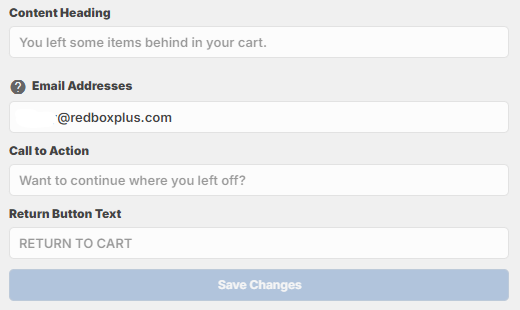 Content Heading
You left some items behind in your cart.
? Email Addresses
@redboxplus.com
Call to Action
Want to continue where you left off?
Return Button Text
RETURN TO CART
Save Changes